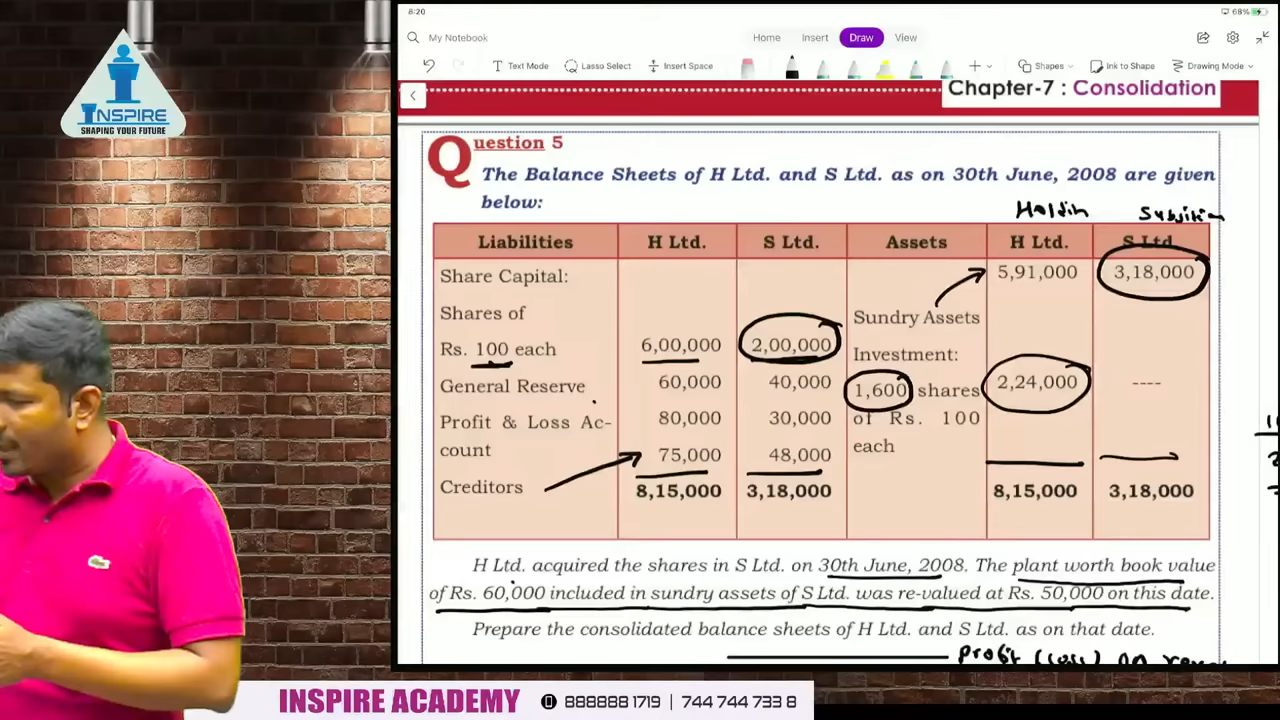 8:20
68%
INSPIRE
SHAPING YOUR FUTURE
My Notebook
Home Insert Draw View
Text Mode Lasso Select Insert Space Shapes Ink to Shape Drawing Mode
Chapter-7 : Consolidation
Question 5
The Balance Sheets of H Ltd. and S Ltd. as on 30th June, 2008 are given
below:
Liabilities H Ltd. S Ltd. Assets H Ltd. S Ltd
Share Capital: 5,91,000 3,18,000
Shares of Sundry Assets
Rs. 100 each 6,00,000 2,00,000 Investment:
General Reserve 60,000 40,000 1,600 shares 2,24,000 ----
Profit & Loss Ac- 80,000 30,000 of Rs. 100
count 75,000 48,000 each
Creditors 8,15,000 3,18,000 8,15,000 3,18,000
H Ltd. acquired the shares in S Ltd. on 30th June, 2008. The plant worth book value
of Rs. 60,000 included in sundry assets of S Ltd. was re-valued at Rs. 50,000 on this date.
Prepare the consolidated balance sheets of H Ltd. and S Ltd. as on that date.
profit (loss) on
INSPIRE ACADEMY 888888 1719 | 744 744 733 8